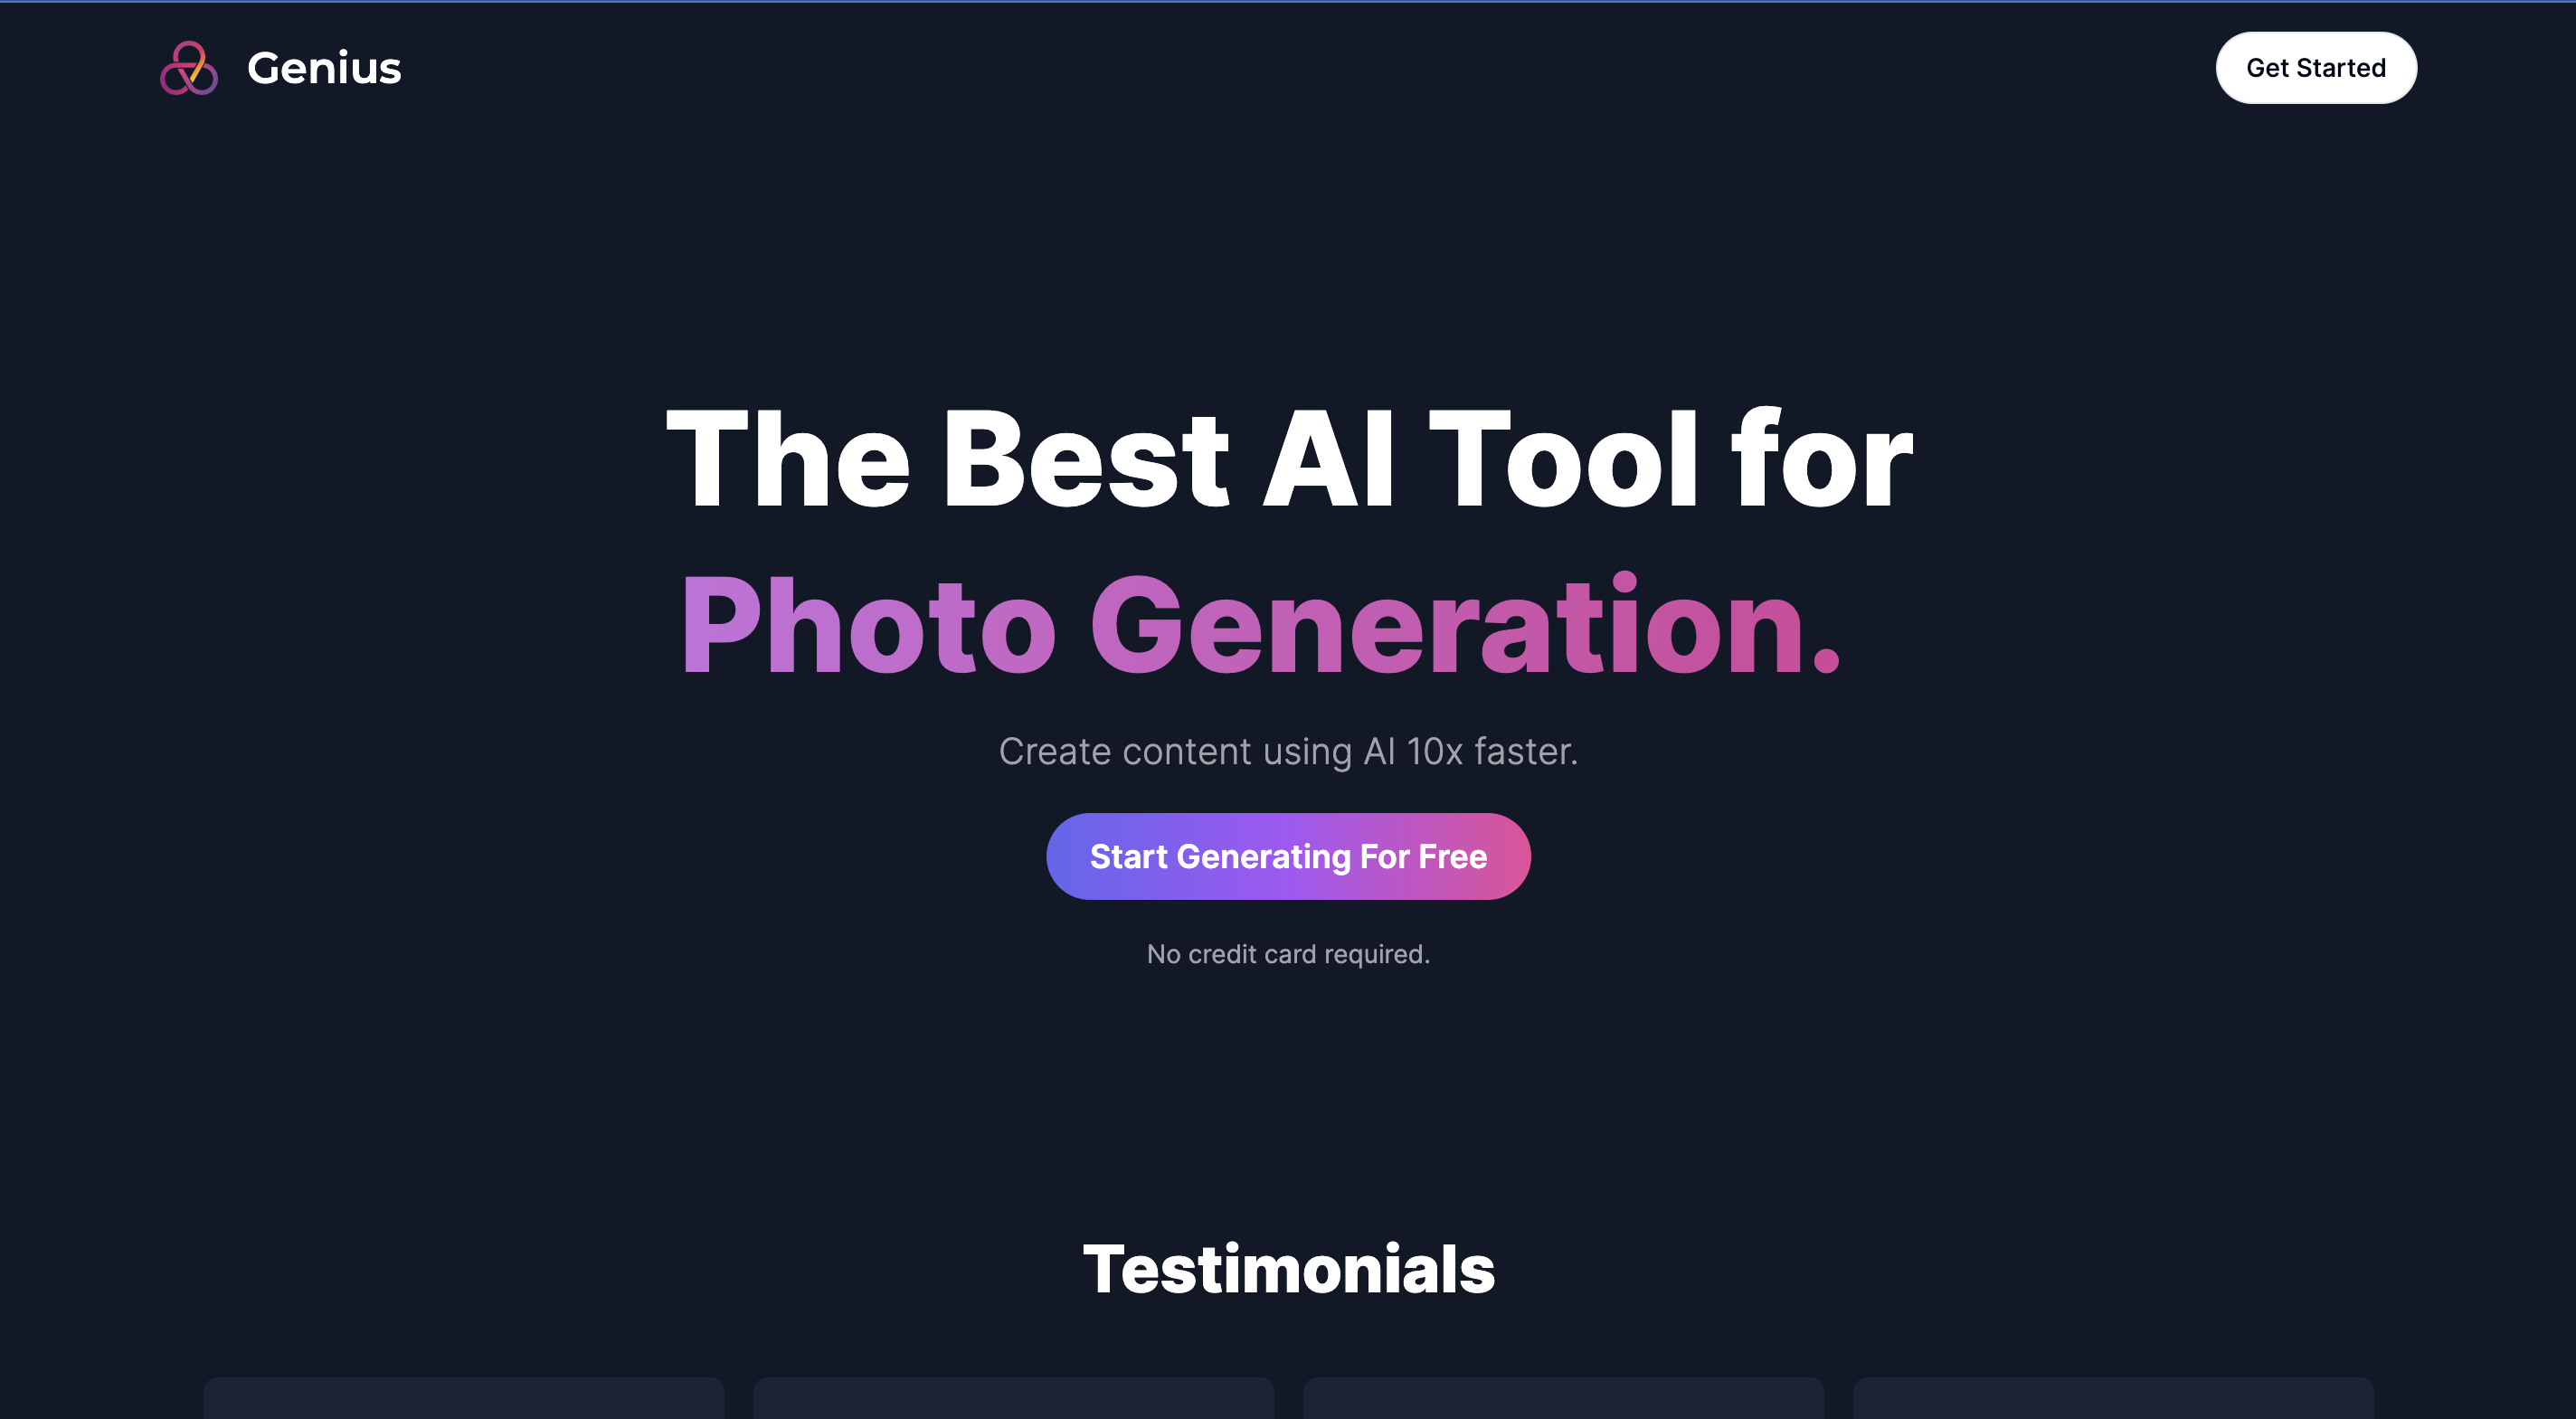 Genius
Get Started
The Best AI Tool for
Photo Generation.
Create content using AI 10x faster.
Start Generating For Free
No credit card required.
Testimonials